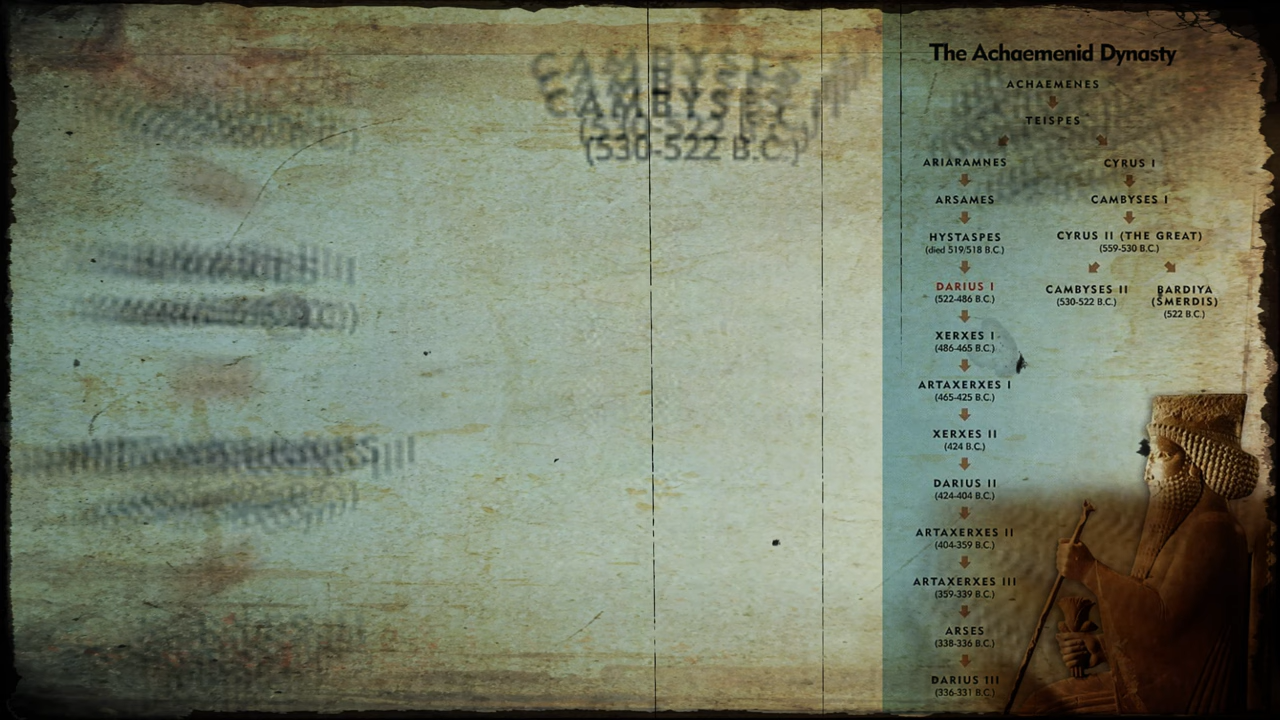 CAMBYSES
(530-522 B.C.)
The Achaemenid Dynasty
ACHAEMENES
TEISPES
ARIARAMNES
CYRUS I
ARSAMES
CAMBYSES I
HYSTASPES
(died 519/518 B.C.)
CYRUS II (THE GREAT)
(559-530 B.C.)
DARIUS I
(522-486 B.C.)
CAMBYSES II
(530-522 B.C.)
BARDIYA
(SMERDIS)
(522 B.C.)
XERXES I
(486-465 B.C.)
ARTAXERXES I
(465-425 B.C.)
XERXES II
(424 B.C.)
DARIUS II
(424-404 B.C.)
ARTAXERXES II
(404-359 B.C.)
ARTAXERXES III
(359-339 B.C.)
ARSES
(338-336 B.C.)
DARIUS III
(336-331 B.C.)